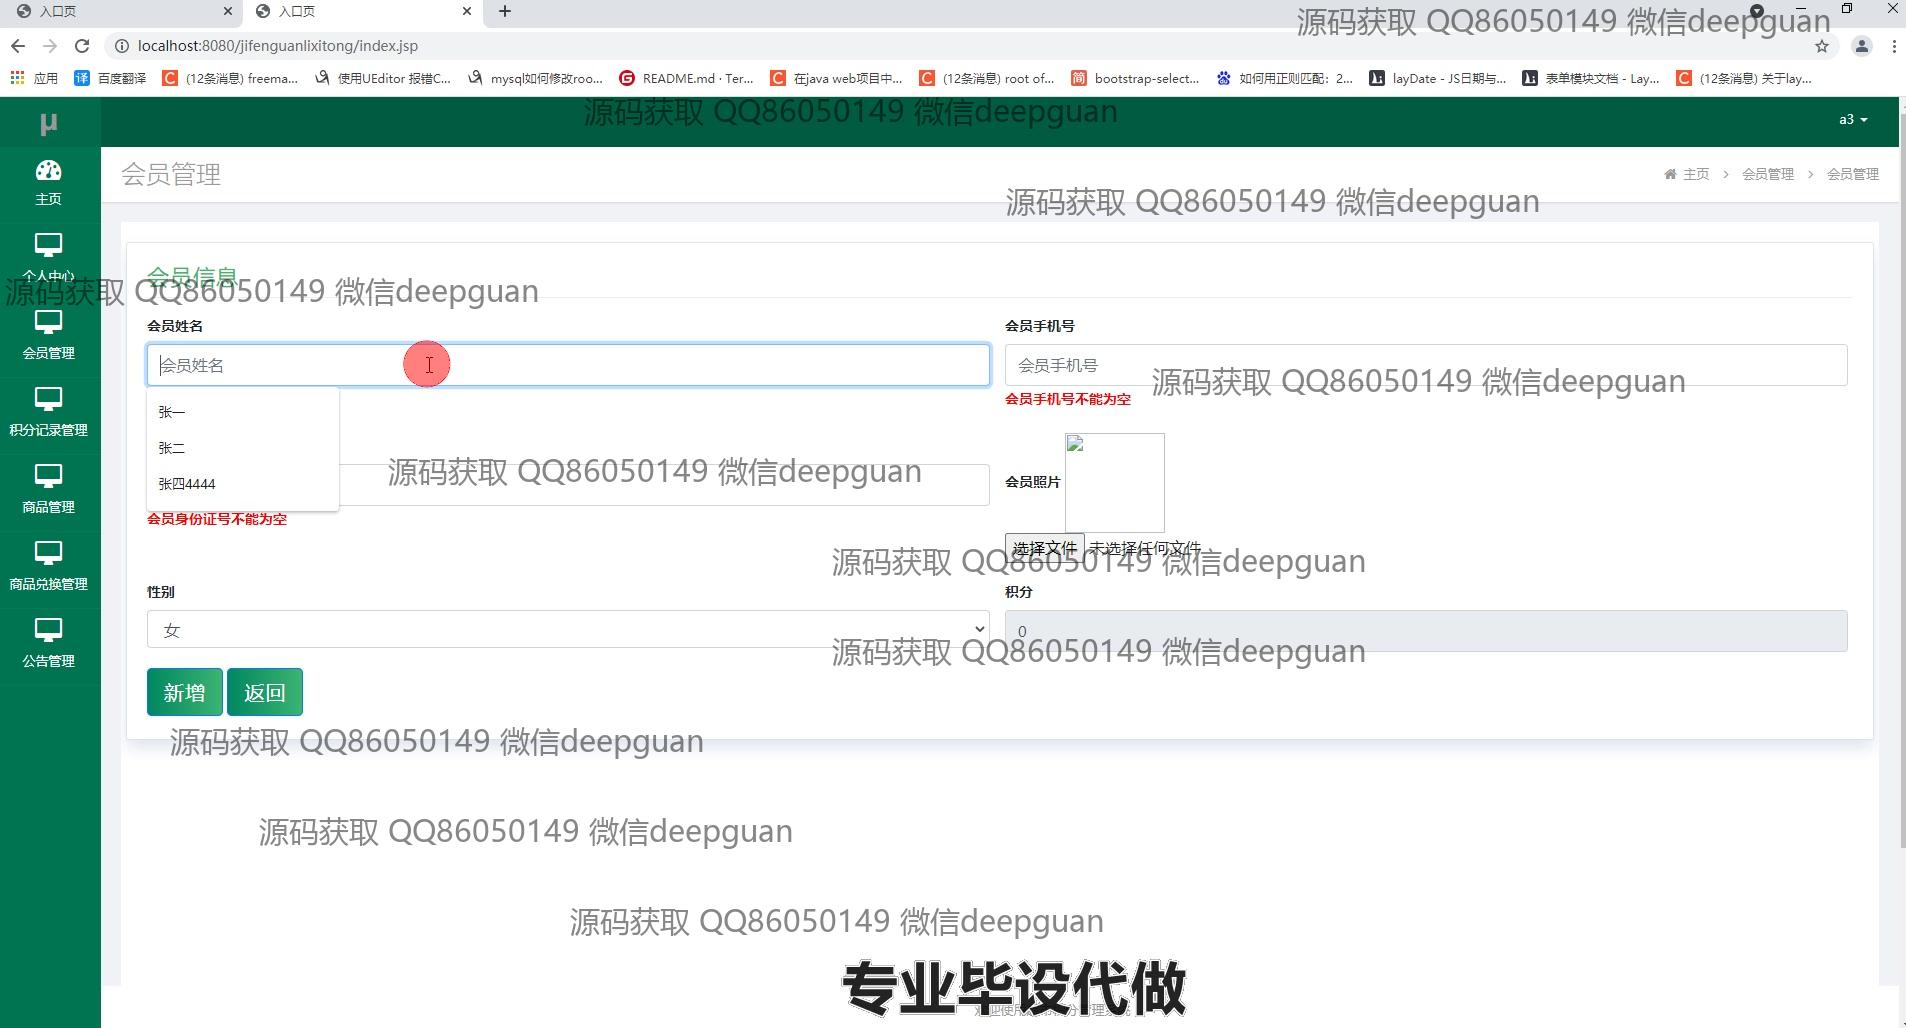 入口页
入口页
源码获取 QQ86050149 微信deepguan
localhost:8080/jifenguanlixitong/index.jsp
应用
百度翻译
(12条消息) freema...
使用UEditor 报错C...
mysql如何修改roo...
README.md · Ter...
在java web项目中...
(12条消息) root of...
bootstrap-select...
如何用正则匹配：2...
layDate - JS日期与...
表单模块文档 - Lay...
(12条消息) 关于lay...
源码获取 QQ86050149 微信deepguan
μ
a3
主页
会员管理
主页 > 会员管理 > 会员管理
源码获取 QQ86050149 微信deepguan
个人中心
会员信息
源码获取 QQ86050149 微信deepguan
会员管理
会员姓名
会员手机号
会员姓名
会员手机号
源码获取 QQ86050149 微信deepguan
会员手机号不能为空
张一
张二
张四4444
积分记录管理
源码获取 QQ86050149 微信deepguan
会员照片
商品管理
会员身份证号不能为空
选择文件 未选择任何文件
源码获取 QQ86050149 微信deepguan
商品兑换管理
性别
积分
女
0
源码获取 QQ86050149 微信deepguan
公告管理
新增
返回
源码获取 QQ86050149 微信deepguan
源码获取 QQ86050149 微信deepguan
源码获取 QQ86050149 微信deepguan
专业毕设代做